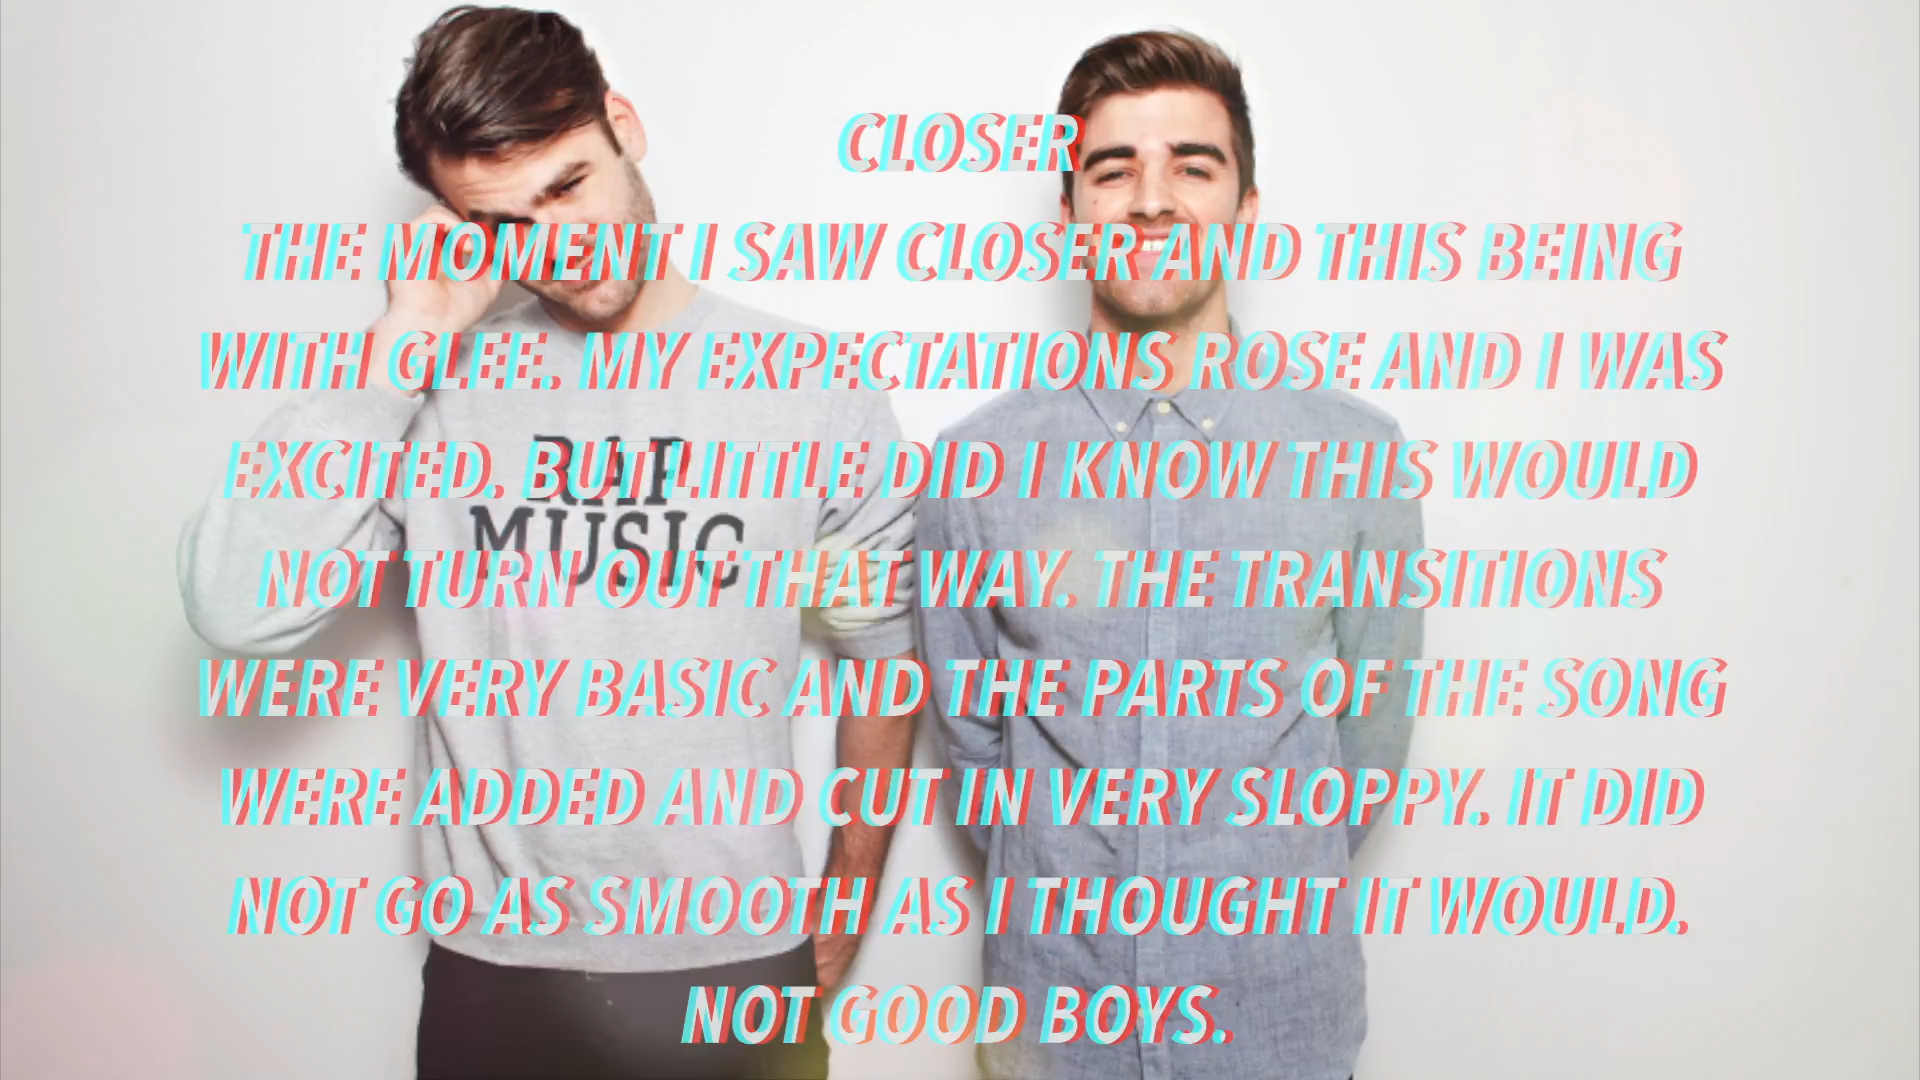 CLOSER
THE MOMENT I SAW CLOSER AND THIS BEING
WITH GLEE. MY EXPECTATIONS ROSE AND I WAS
EXCITED. BUT LITTLE DID I KNOW THIS WOULD
NOT TURN OUT THAT WAY. THE TRANSITIONS
WERE VERY BASIC AND THE PARTS OF THE SONG
WERE ADDED AND CUT IN VERY SLOPPY. IT DID
NOT GO AS SMOOTH AS I THOUGHT IT WOULD.
NOT GOOD BOYS.
RAP
MUSIC